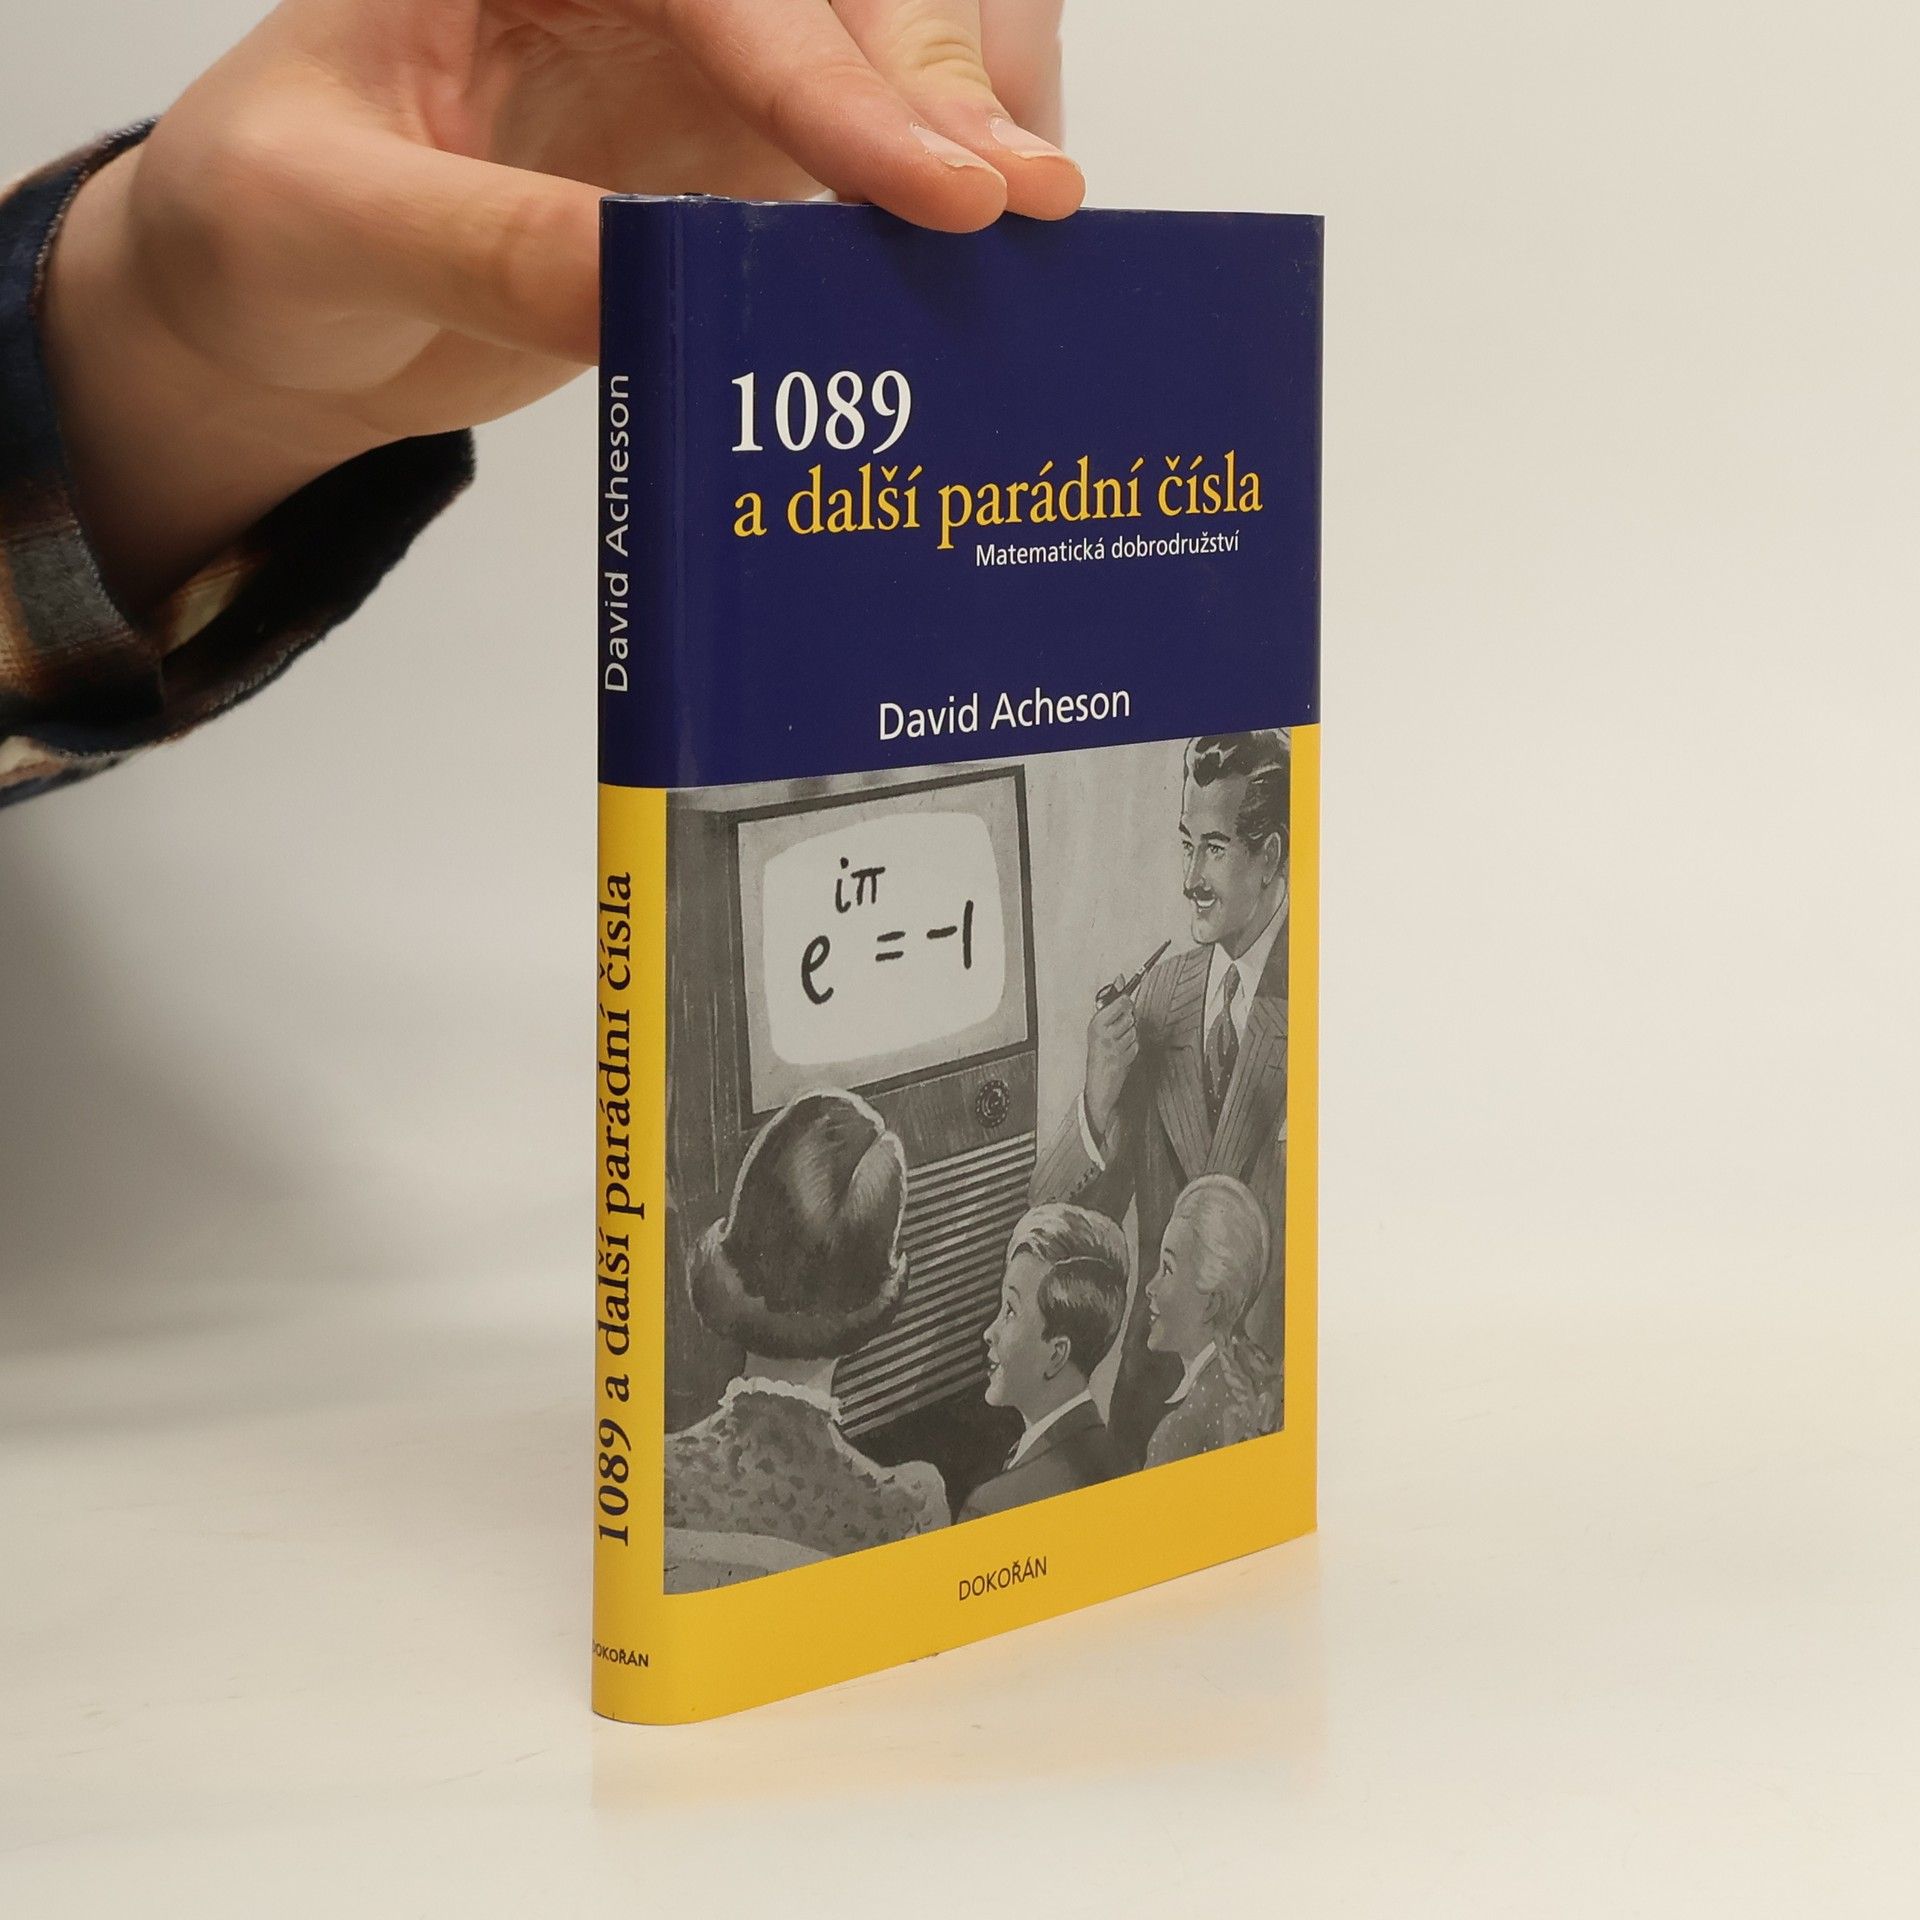 1089
a další parádní čísla
Matematická dobrodružství
David Acheson
e^{iπ} = -1
DOKOŘÁN
David Acheson
1089 a další parádní čísla
DOKOŘÁN